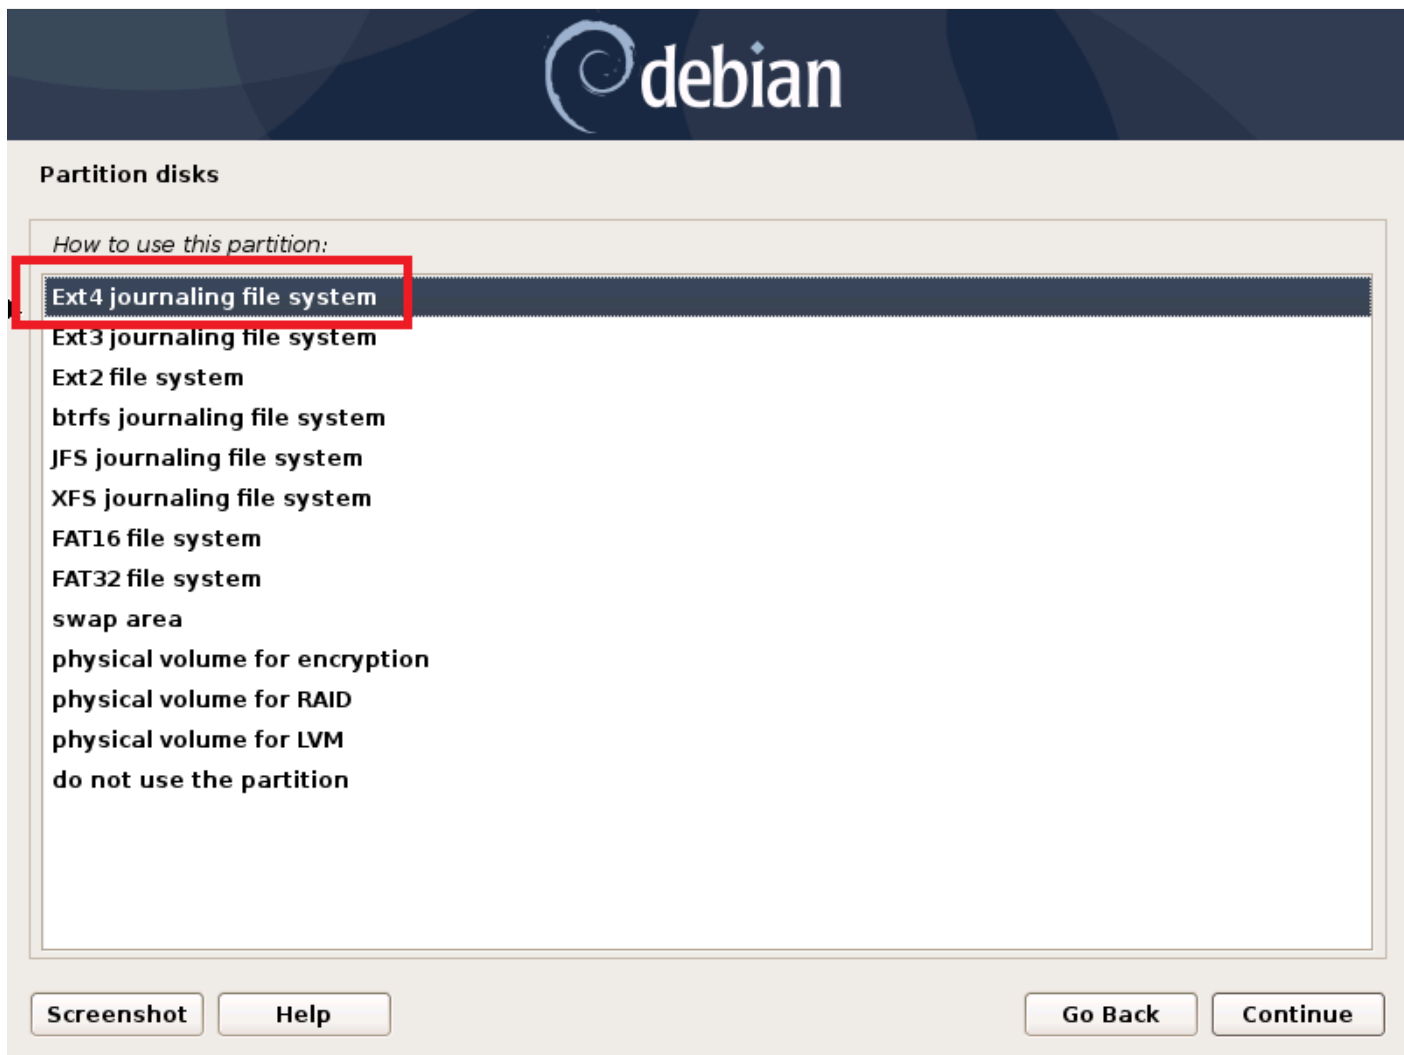 debian
Partition disks
How to use this partition:
Ext4 journaling file system
Ext3 journaling file system
Ext2 file system
btrfs journaling file system
JFS journaling file system
XFS journaling file system
FAT16 file system
FAT32 file system
swap area
physical volume for encryption
physical volume for RAID
physical volume for LVM
do not use the partition
Screenshot Help Go Back Continue